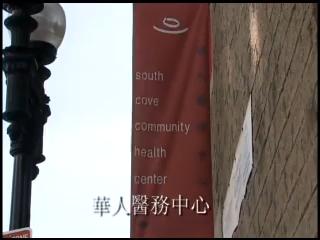 south
cove
community
health
center
華人醫務中心